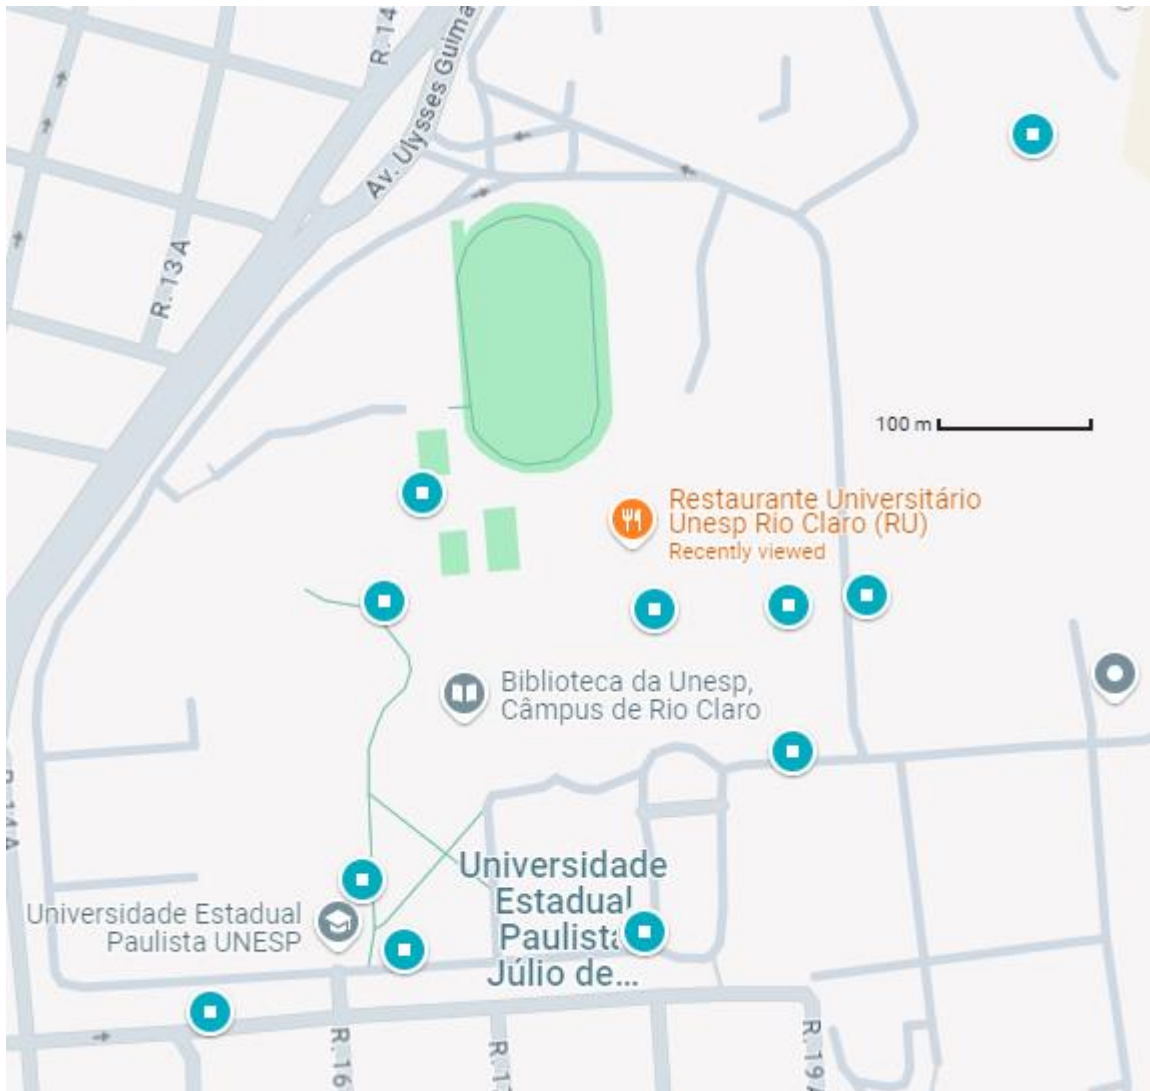 R. 14
Av. Ulysses Guima
R. 13 A
100 m
Restaurante Universitário
Unesp Rio Claro (RU)
Recently viewed
Biblioteca da Unesp,
Câmpus de Rio Claro
Universidade
Estadual
Paulista
Júlio de...
Universidade Estadual
Paulista UNESP
R. 16
R. 1
R. 19